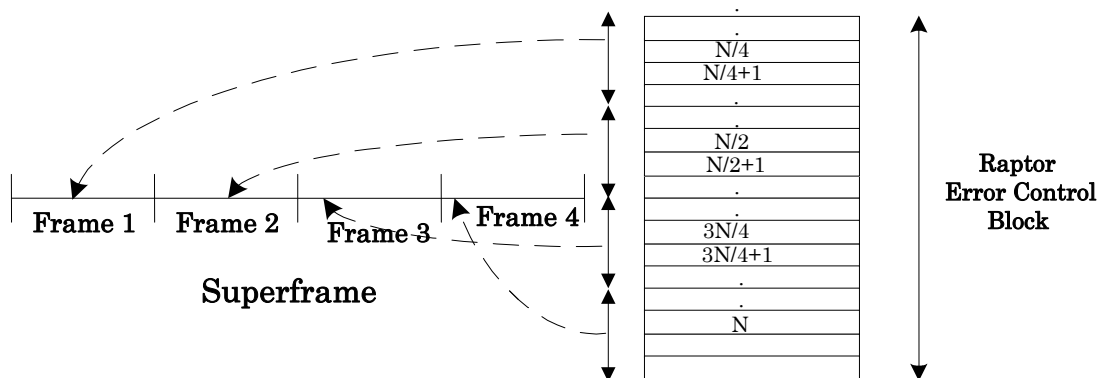 .
.
N/4
N/4+1
.
.
N/2
N/2+1
.
.
3N/4
3N/4+1
.
.
N
Frame 1
Frame 2
Frame 3
Frame 4
Superframe
Raptor
Error Control
Block